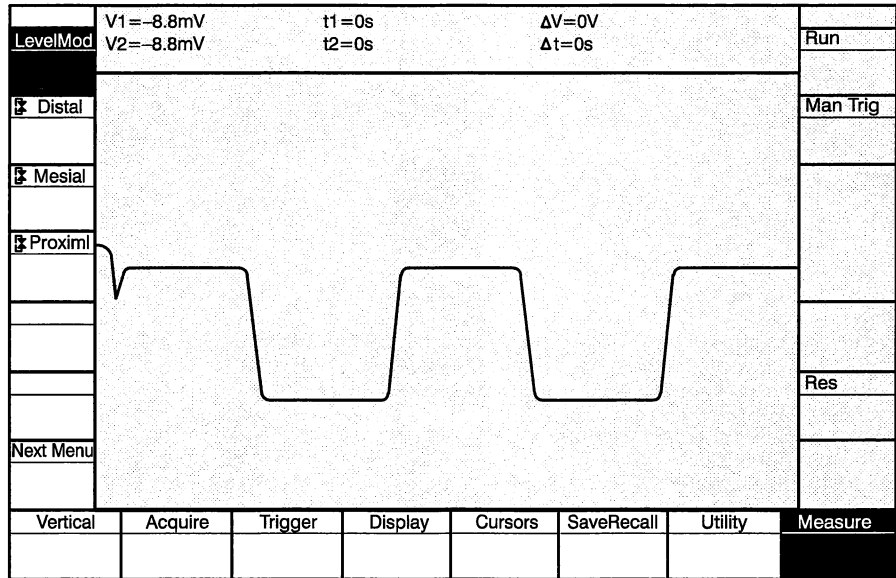 V1=–8.8mV t1=0s ΔV=0V
V2=–8.8mV t2=0s Δt=0s
LevelMod
Distal
Mesial
Proximl
Next Menu
Run
Man Trig
Res
Vertical Acquire Trigger Display Cursors SaveRecall Utility Measure